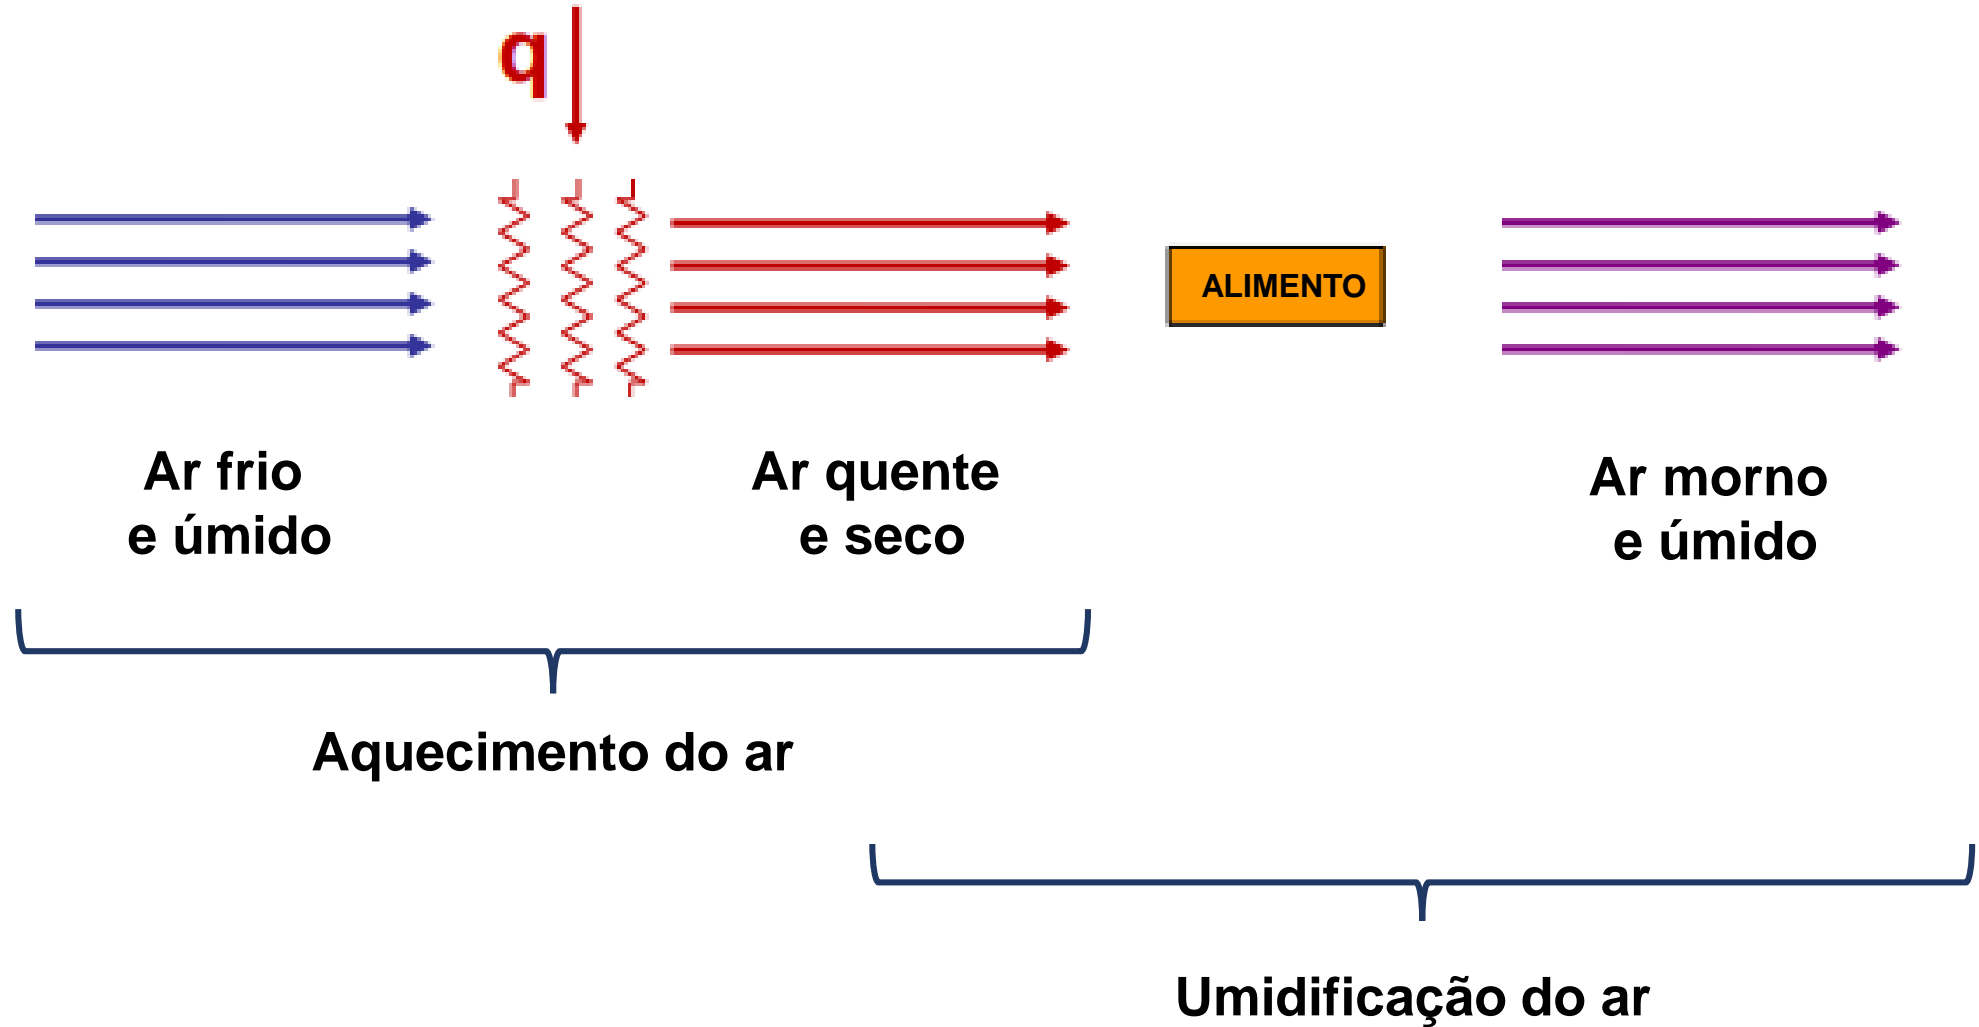 q
ALIMENTO
Ar frio
e úmido
Ar quente
e seco
Ar morno
e úmido
Aquecimento do ar
Umidificação do ar